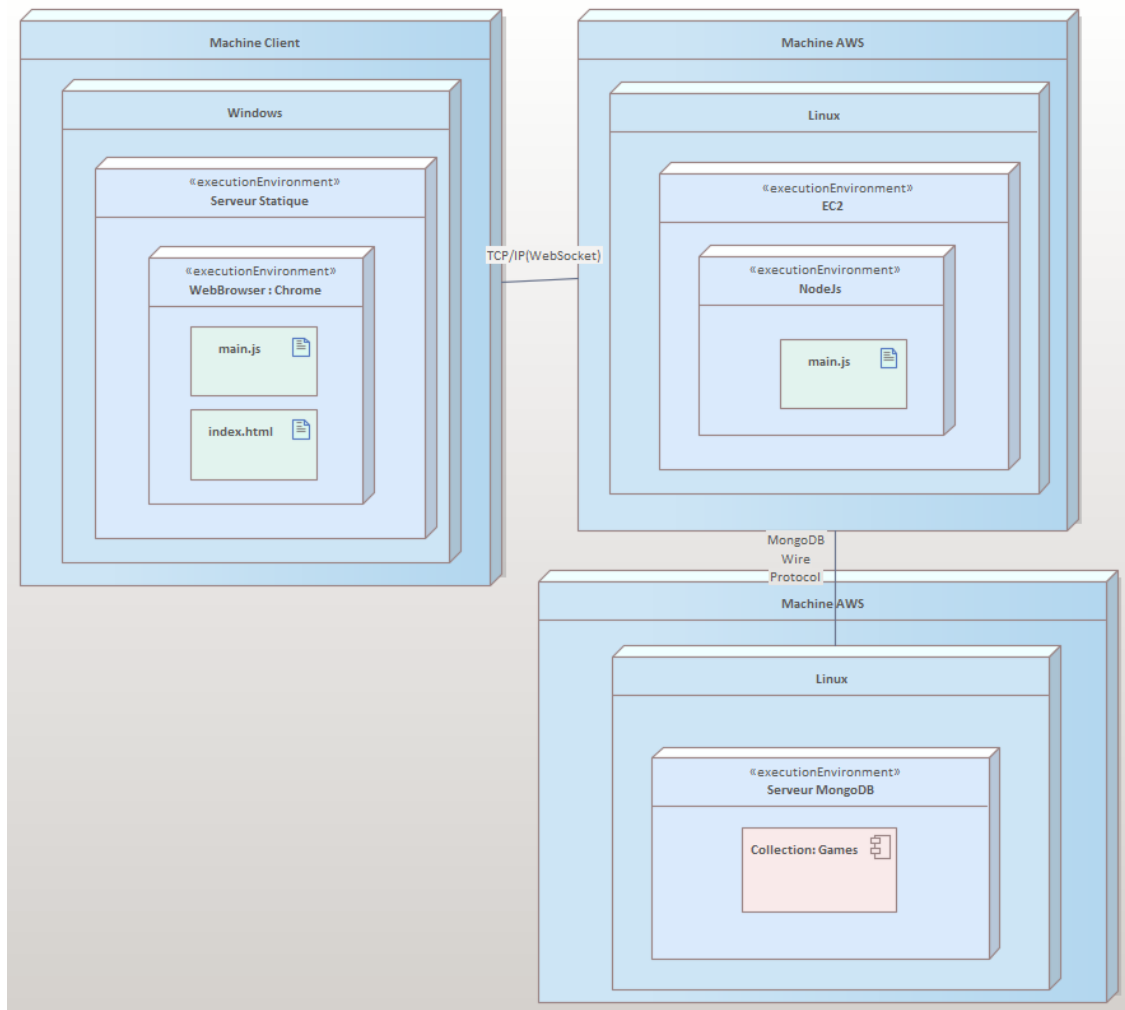 Machine Client
Windows
«executionEnvironment»
Serveur Statique
«executionEnvironment»
WebBrowser : Chrome
main.js
index.html
TCP/IP(WebSocket)
Machine AWS
Linux
«executionEnvironment»
EC2
«executionEnvironment»
NodeJs
main.js
MongoDB
Wire
Protocol
Machine AWS
Linux
«executionEnvironment»
Serveur MongoDB
Collection: Games